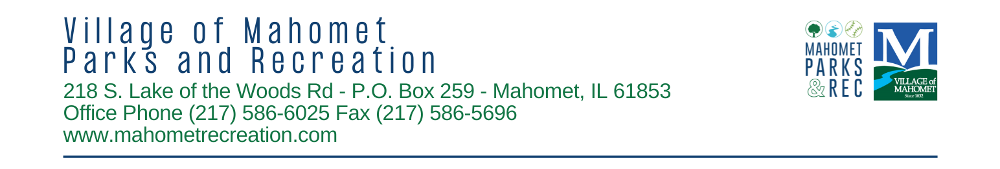 Village of Mahomet
Parks and Recreation
218 S. Lake of the Woods Rd - P.O. Box 259 - Mahomet, IL 61853
Office Phone (217) 586-6025 Fax (217) 586-5696
www.mahometrecreation.com
MAHOMET
PARKS
& REC
M
VILLAGE of
MAHOMET
Since 1832